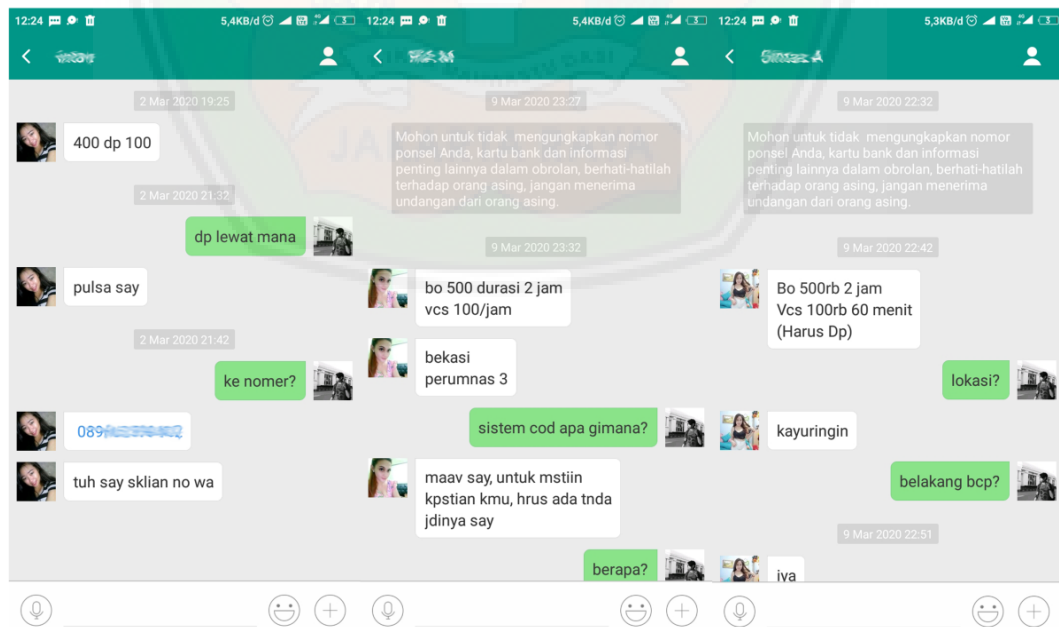 12:24
5,4KB/d
2 Mar 2020 19:25
400 dp 100
2 Mar 2020 21:32
dp lewat mana
pulsa say
2 Mar 2020 21:42
ke nomer?
089
tuh say sklian no wa
12:24
5,4KB/d
9 Mar 2020 23:27
Mohon untuk tidak mengungkapkan nomor
ponsel Anda, kartu bank dan informasi
penting lainnya dalam obrolan, berhati-hatilah
terhadap orang asing, jangan menerima
undangan dari orang asing.
9 Mar 2020 23:32
bo 500 durasi 2 jam
vcs 100/jam
bekasi
perumnas 3
sistem cod apa gimana?
maav say, untuk mstiin
kpstian kmu, hrus ada tnda
jdinya say
berapa?
12:24
5,3KB/d
9 Mar 2020 22:32
Mohon untuk tidak mengungkapkan nomor
ponsel Anda, kartu bank dan informasi
penting lainnya dalam obrolan, berhati-hatilah
terhadap orang asing, jangan menerima
undangan dari orang asing.
9 Mar 2020 22:42
Bo 500rb 2 jam
Vcs 100rb 60 menit
(Harus Dp)
lokasi?
kayuringin
belakang bcp?
9 Mar 2020 22:51
iya